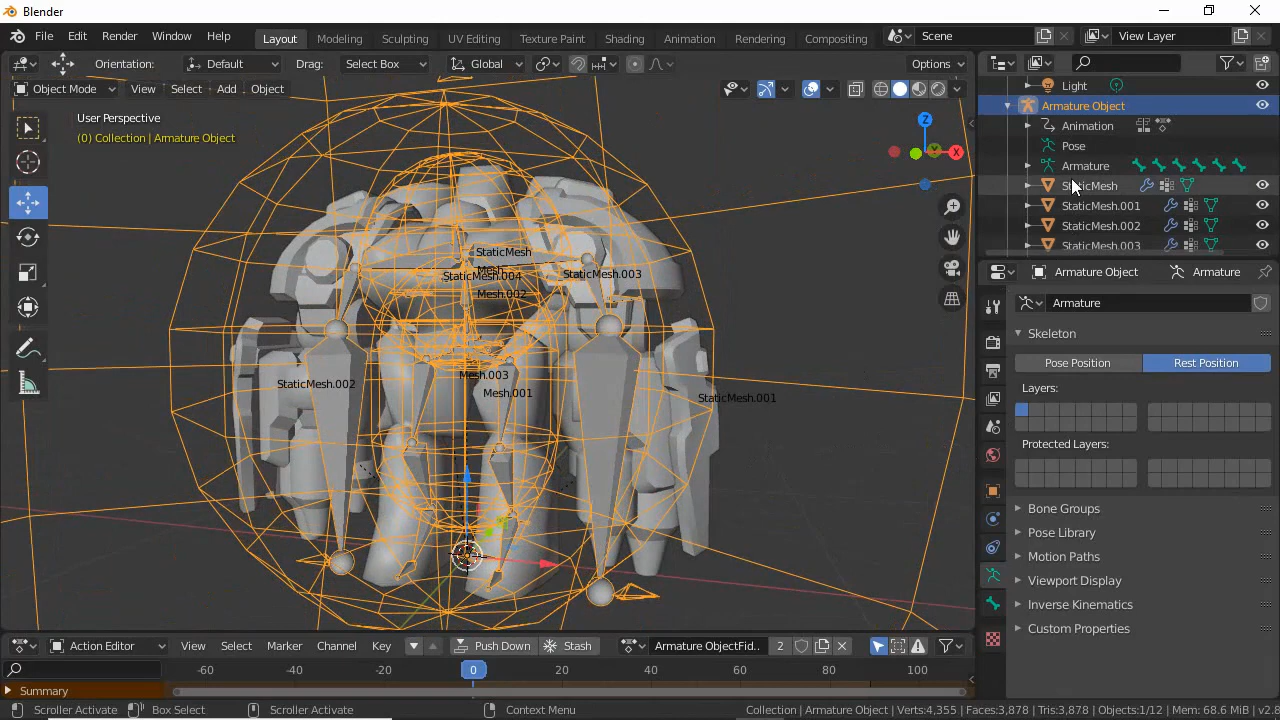 Blender
File Edit Render Window Help Layout Modeling Sculpting UV Editing Texture Paint Shading Animation Rendering Compositing Scene View Layer
Orientation: Default Drag: Select Box Global Options
Object Mode View Select Add Object
User Perspective
(0) Collection | Armature Object
Z
X
StaticMesh
Mesh
StaticMesh.004
StaticMesh.003
Mesh.002
Mesh.003
StaticMesh.002
Mesh.001
StaticMesh.001
Light
Armature Object
Animation
Pose
Armature
StaticMesh
StaticMesh.001
StaticMesh.002
StaticMesh.003
Armature Object Armature
Armature
Skeleton
Pose Position Rest Position
Layers:
Protected Layers:
Bone Groups
Pose Library
Motion Paths
Viewport Display
Inverse Kinematics
Custom Properties
Action Editor View Select Marker Channel Key Push Down Stash Armature ObjectFid.. 2
-60 -40 -20 0 20 40 60 80 100
Summary
Scroller Activate Box Select Scroller Activate Context Menu Collection | Armature Object | Verts:4,355 | Faces:3,878 | Tris:3,878 | Objects:1/12 | Mem: 68.6 MiB | v2.8